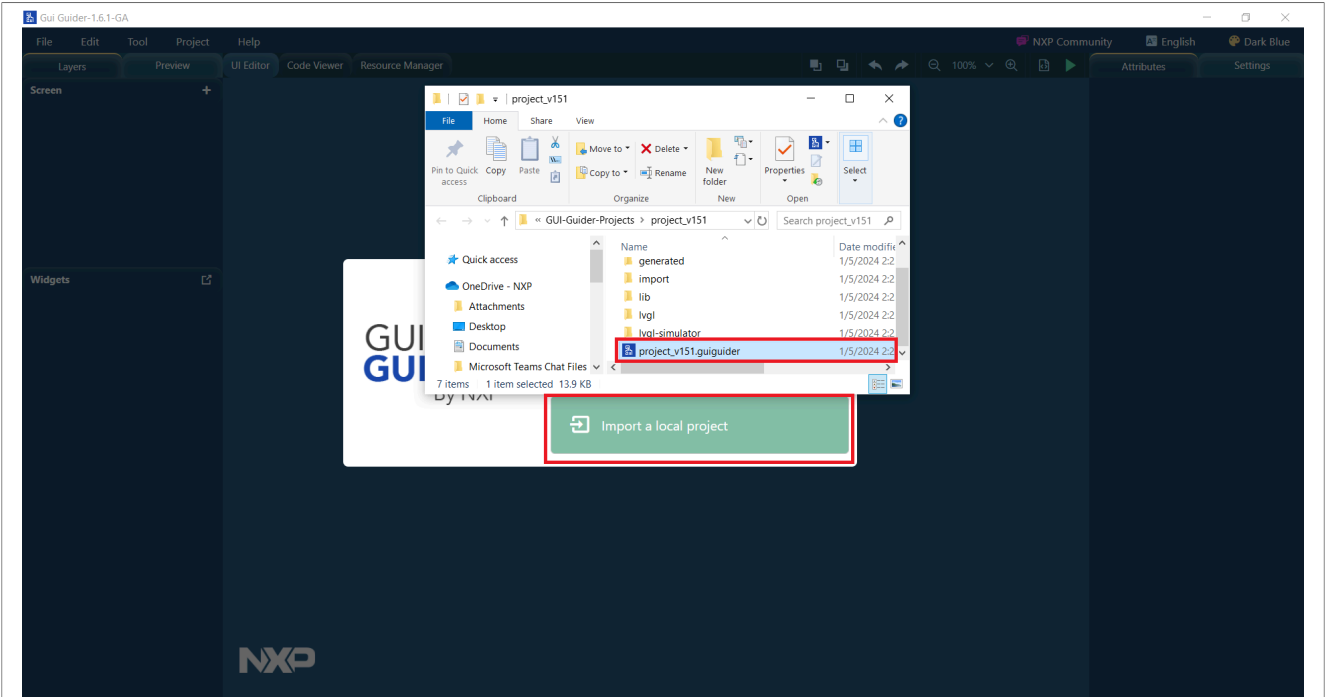 Gui Guider-1.6.1-GA
File Edit Tool Project Help NXP Community English Dark Blue
Layers Preview UI Editor Code Viewer Resource Manager 100% Attributes Settings
Screen +
project_v151
File Home Share View
Pin to Quick access
Copy
Paste
Move to
Copy to
Delete
Rename
New folder
Properties
Select
Clipboard Organize New Open
« GUI-Guider-Projects > project_v151 Search project_v151
Name Date modifie
Quick access
OneDrive - NXP
Attachments
Desktop
Documents
Microsoft Teams Chat Files
generated 1/5/2024 2:2
import 1/5/2024 2:2
lib 1/5/2024 2:2
lvgl 1/5/2024 2:2
lvgl-simulator 1/5/2024 2:2
project_v151.guiguider 1/5/2024 2:2
7 items 1 item selected 13.9 KB
Widgets
GUI
GUI
By NXP
Import a local project
NXP